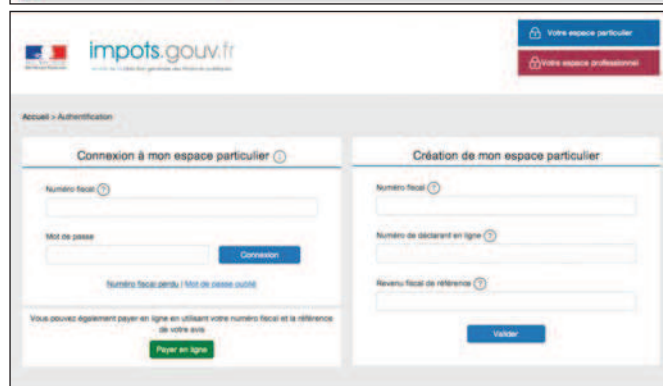 Votre espace particulier
impots.gouv.fr
Votre espace professionnel
Accueil > Authentification
Connexion à mon espace particulier
Numéro fiscal ?
Mot de passe
Connexion
Numéro fiscal perdu / Mot de passe oublié
Vous pouvez également payer en ligne en utilisant votre numéro fiscal et la référence
de votre avis
Payer en ligne
Création de mon espace particulier
Numéro fiscal ?
Numéro de déclarant en ligne ?
Revenu fiscal de référence ?
Valider